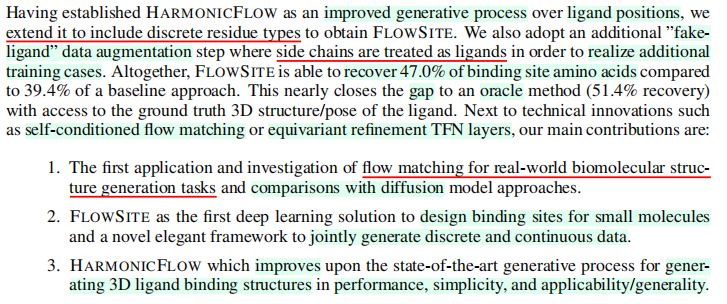 Having established HARMONICFLOW as an improved generative process over ligand positions, we
extend it to include discrete residue types to obtain FLOWSITE. We also adopt an additional ”fake-
ligand” data augmentation step where side chains are treated as ligands in order to realize additional
training cases. Altogether, FLOWSITE is able to recover 47.0% of binding site amino acids compared
to 39.4% of a baseline approach. This nearly closes the gap to an oracle method (51.4% recovery)
with access to the ground truth 3D structure/pose of the ligand. Next to technical innovations such
as self-conditioned flow matching or equivariant refinement TFN layers, our main contributions are:
1. The first application and investigation of flow matching for real-world biomolecular struc-
ture generation tasks and comparisons with diffusion model approaches.
2. FLOWSITE as the first deep learning solution to design binding sites for small molecules
and a novel elegant framework to jointly generate discrete and continuous data.
3. HARMONICFLOW which improves upon the state-of-the-art generative process for gener-
ating 3D ligand binding structures in performance, simplicity, and applicability/generality.